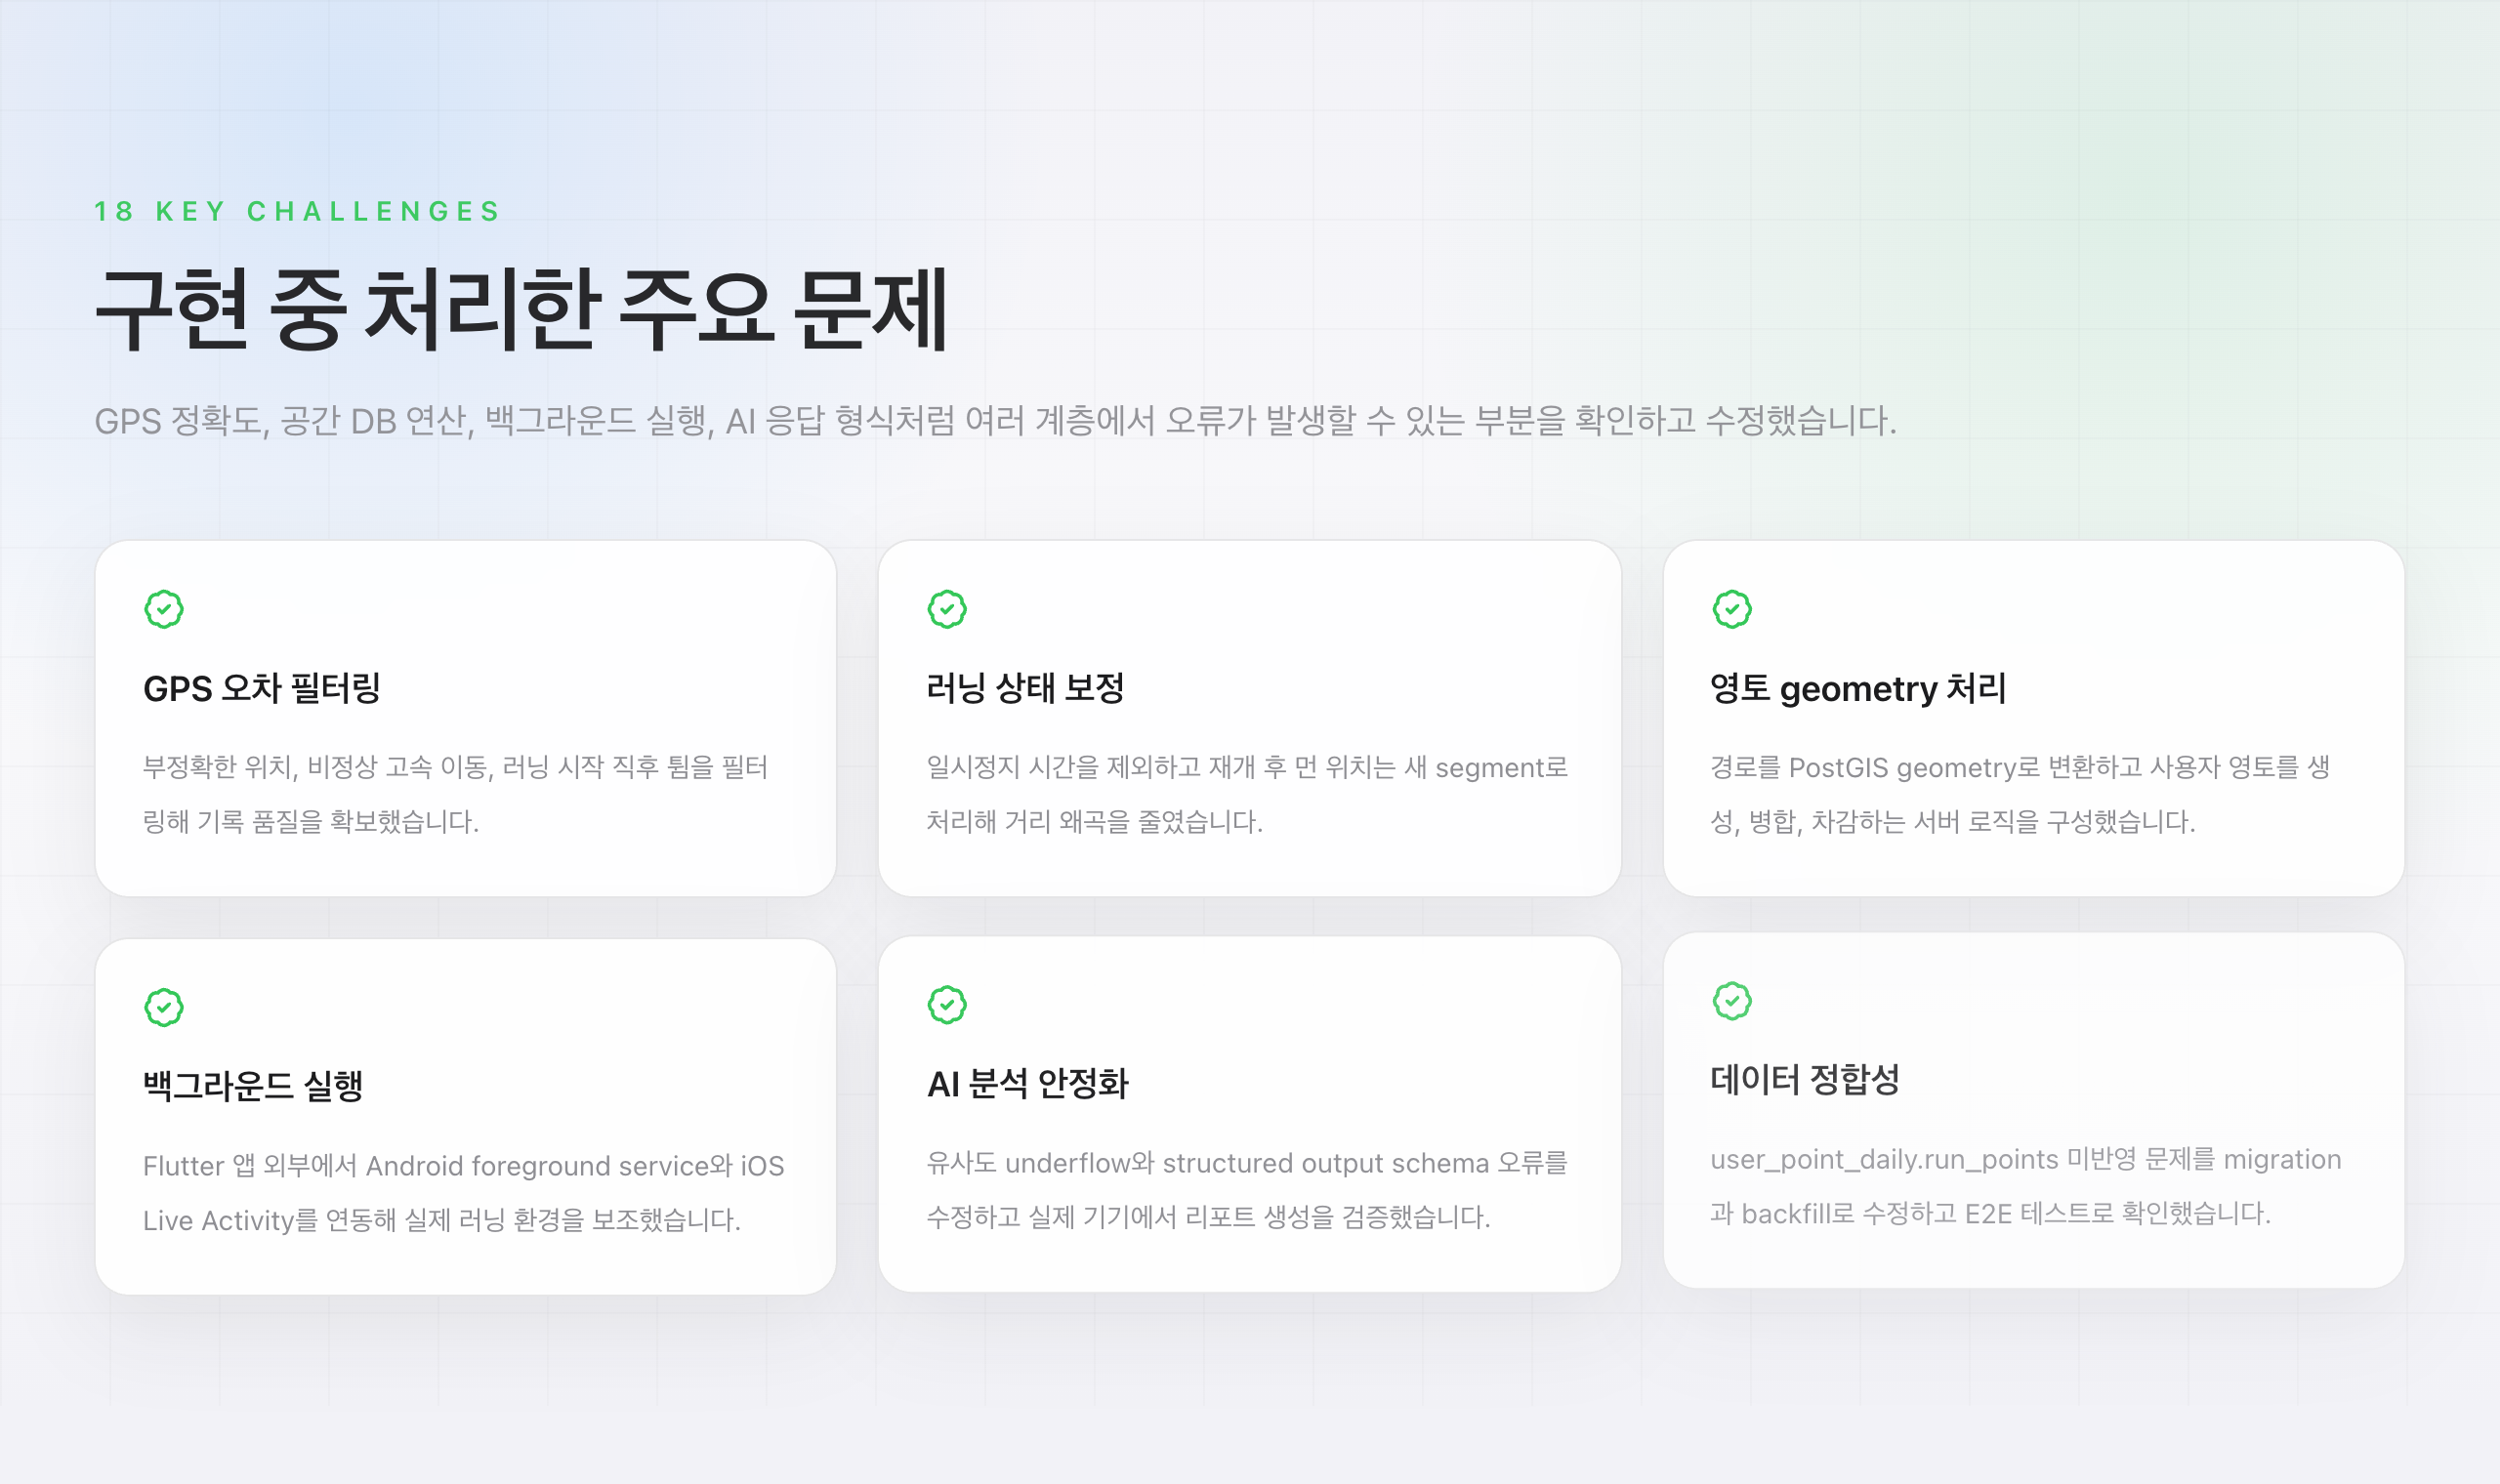 18 KEY CHALLENGES
구현 중 처리한 주요 문제
GPS 정확도, 공간 DB 연산, 백그라운드 실행, AI 응답 형식처럼 여러 계층에서 오류가 발생할 수 있는 부분을 확인하고 수정했습니다.
GPS 오차 필터링
부정확한 위치, 비정상 고속 이동, 러닝 시작 직후 튐을 필터
링해 기록 품질을 확보했습니다.
러닝 상태 보정
일시정지 시간을 제외하고 재개 후 먼 위치는 새 segment로
처리해 거리 왜곡을 줄였습니다.
영토 geometry 처리
경로를 PostGIS geometry로 변환하고 사용자 영토를 생
성, 병합, 차감하는 서버 로직을 구성했습니다.
백그라운드 실행
Flutter 앱 외부에서 Android foreground service와 iOS
Live Activity를 연동해 실제 러닝 환경을 보조했습니다.
AI 분석 안정화
유사도 underflow와 structured output schema 오류를
수정하고 실제 기기에서 리포트 생성을 검증했습니다.
데이터 정합성
user_point_daily.run_points 미반영 문제를 migration
과 backfill로 수정하고 E2E 테스트로 확인했습니다.